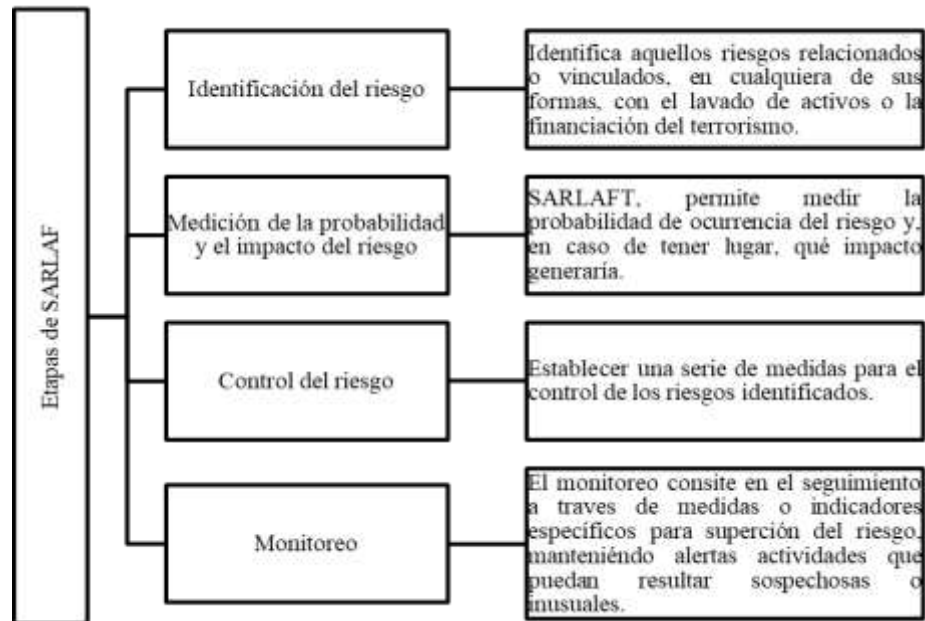 Etapas de SARLAF
Identificación del riesgo
Identifica aquellos riesgos relacionados
o vinculados, en cualquiera de sus
formas, con el lavado de activos o la
financiación del terrorismo.
Medición de la probabilidad
y el impacto del riesgo
SARLAFT, permite medir la
probabilidad de ocurrencia del riesgo y,
en caso de tener lugar, qué impacto
generaría.
Control del riesgo
Establecer una serie de medidas para el
control de los riesgos identificados.
Monitoreo
El monitoreo consite en el seguimiento
a traves de medidas o indicadores
específicos para superción del riesgo,
manteniéndo alertas actividades que
puedan resultar sospechosas o
inusuales.